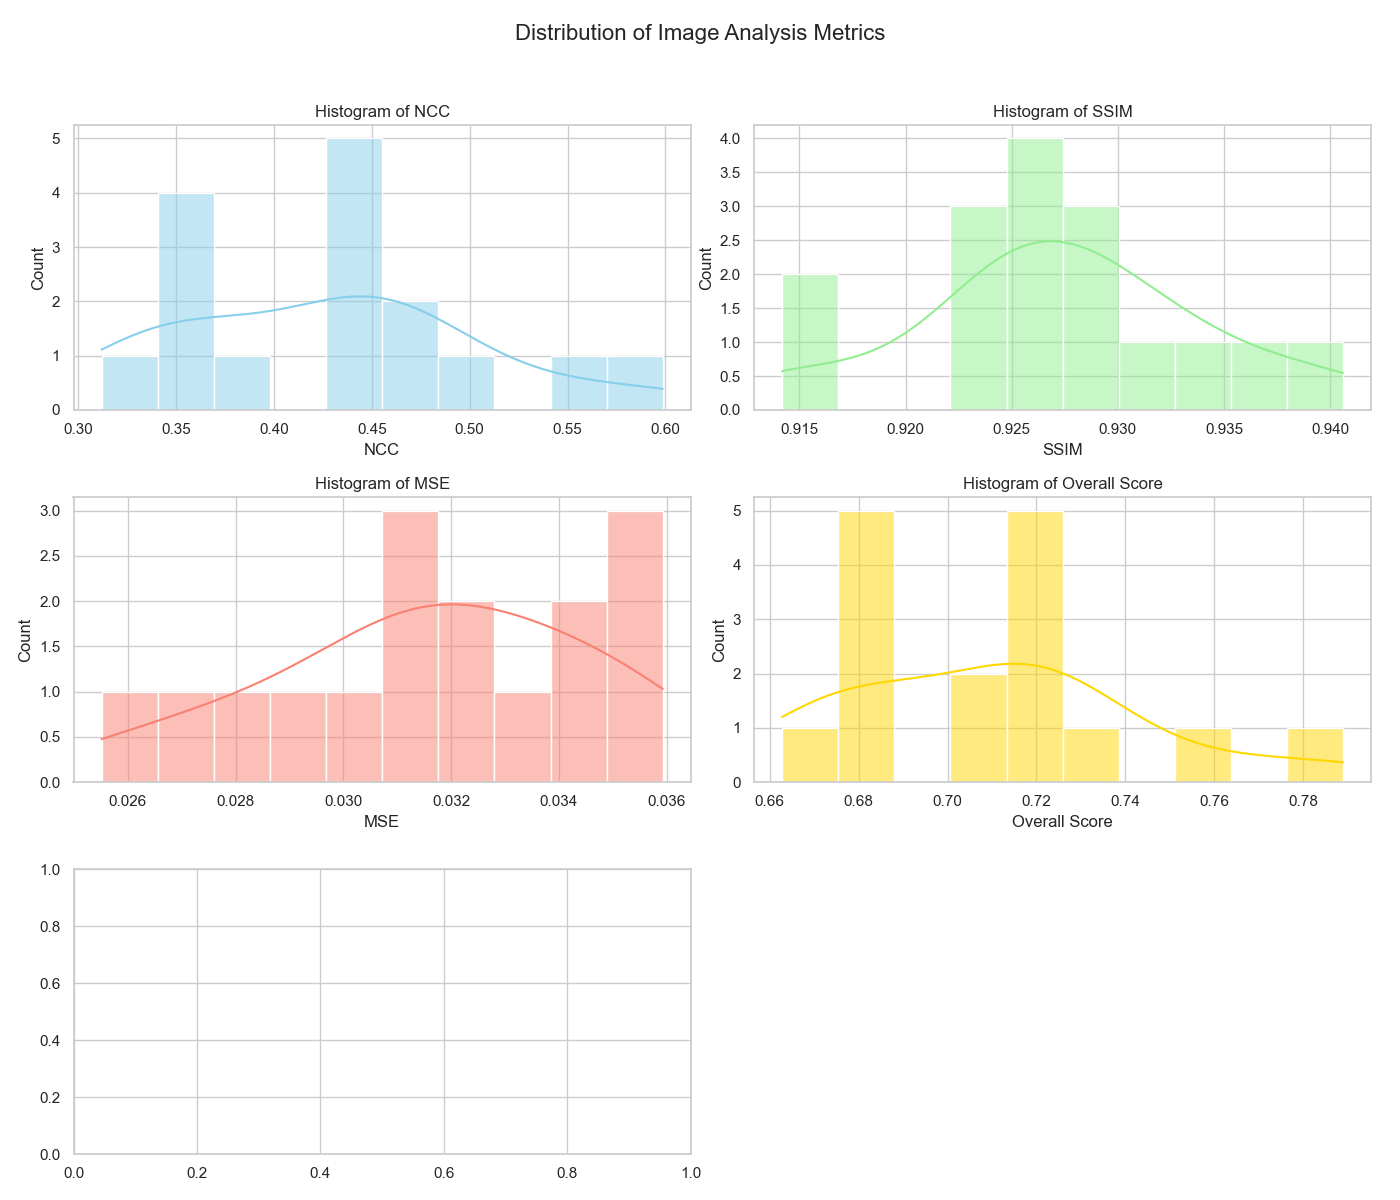 Distribution of Image Analysis Metrics
Histogram of NCC
5
4
3
2
1
0
Count
0.30 0.35 0.40 0.45 0.50 0.55 0.60
NCC
Histogram of SSIM
4.0
3.5
3.0
2.5
2.0
1.5
1.0
0.5
0.0
Count
0.915 0.920 0.925 0.930 0.935 0.940
SSIM
Histogram of MSE
3.0
2.5
2.0
1.5
1.0
0.5
0.0
Count
0.026 0.028 0.030 0.032 0.034 0.036
MSE
Histogram of Overall Score
5
4
3
2
1
0
Count
0.66 0.68 0.70 0.72 0.74 0.76 0.78
Overall Score
1.0
0.8
0.6
0.4
0.2
0.0
0.0 0.2 0.4 0.6 0.8 1.0